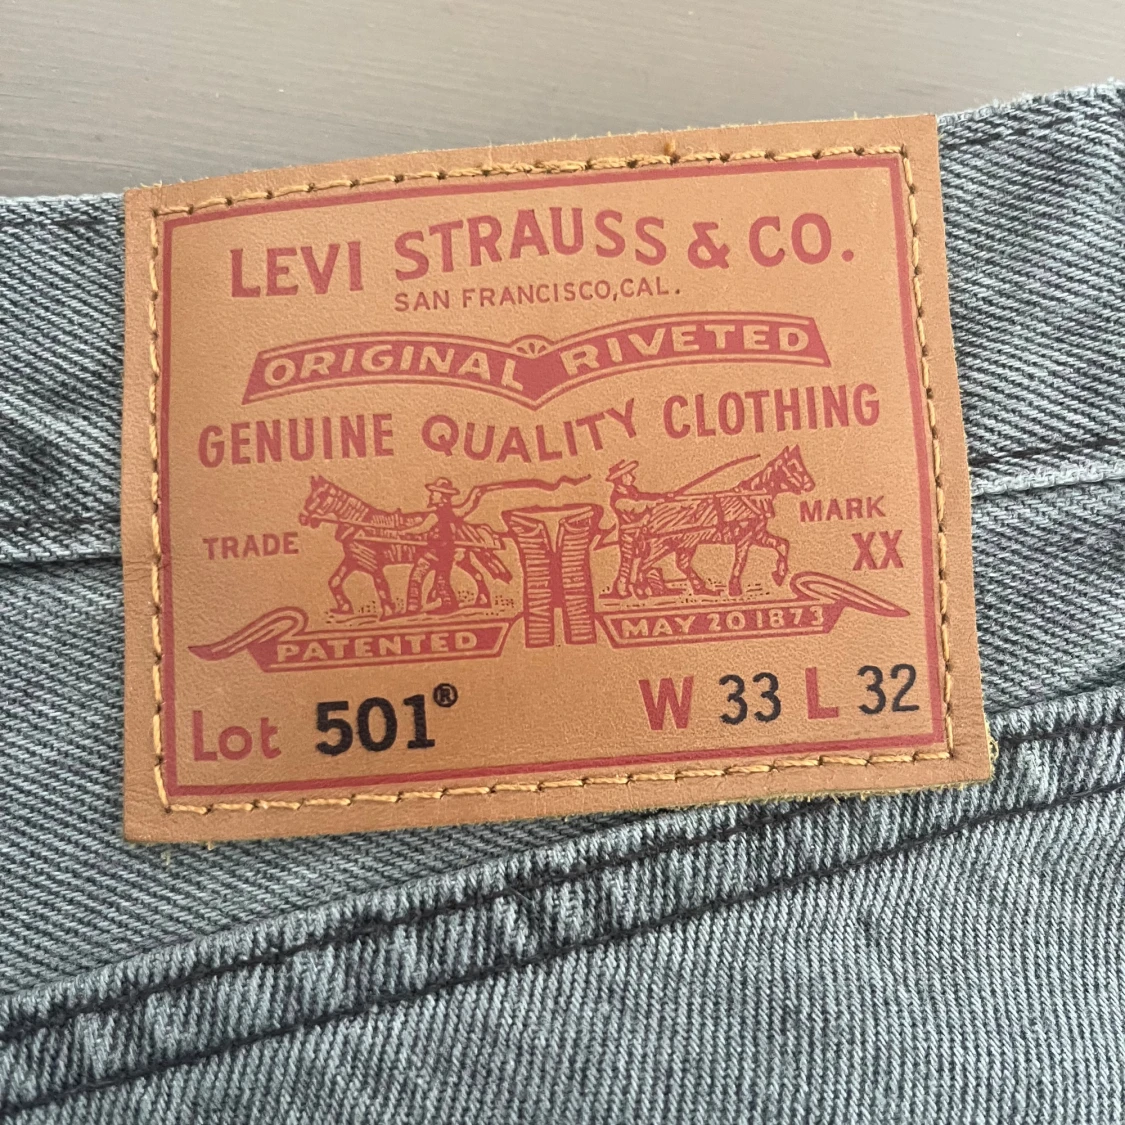 LEVI STRAUSS & CO.
SAN FRANCISCO, CAL.
ORIGINAL RIVETED
GENUINE QUALITY CLOTHING
TRADE MARK
XX
PATENTED MAY 20 1873
Lot 501® W 33 L 32